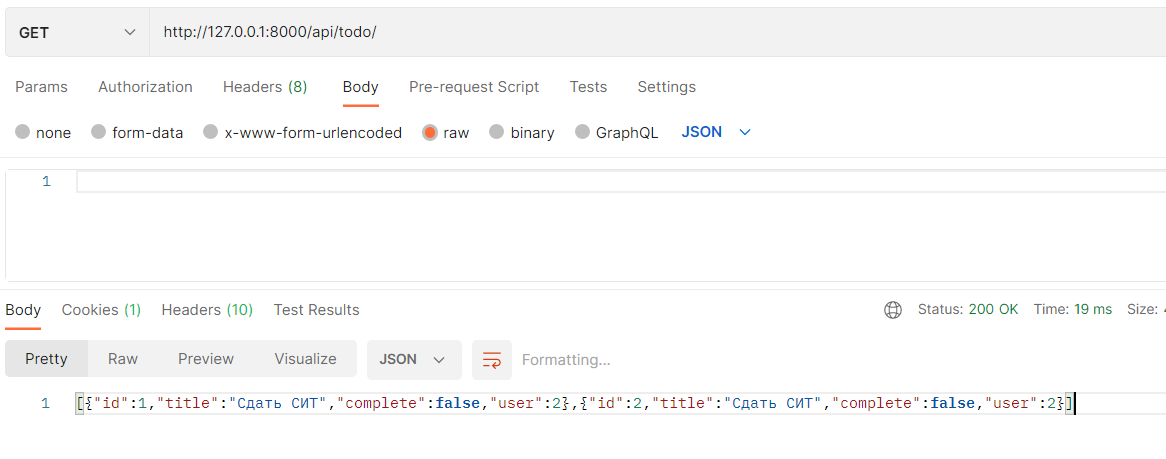 GET http://127.0.0.1:8000/api/todo/
Params Authorization Headers (8) Body Pre-request Script Tests Settings
none form-data x-www-form-urlencoded raw binary GraphQL JSON
1
Body Cookies (1) Headers (10) Test Results Status: 200 OK Time: 19 ms Size:
Pretty Raw Preview Visualize JSON Formatting...
1 [{"id":1,"title":"Сдать СИТ","complete":false,"user":2},{"id":2,"title":"Сдать СИТ","complete":false,"user":2}]